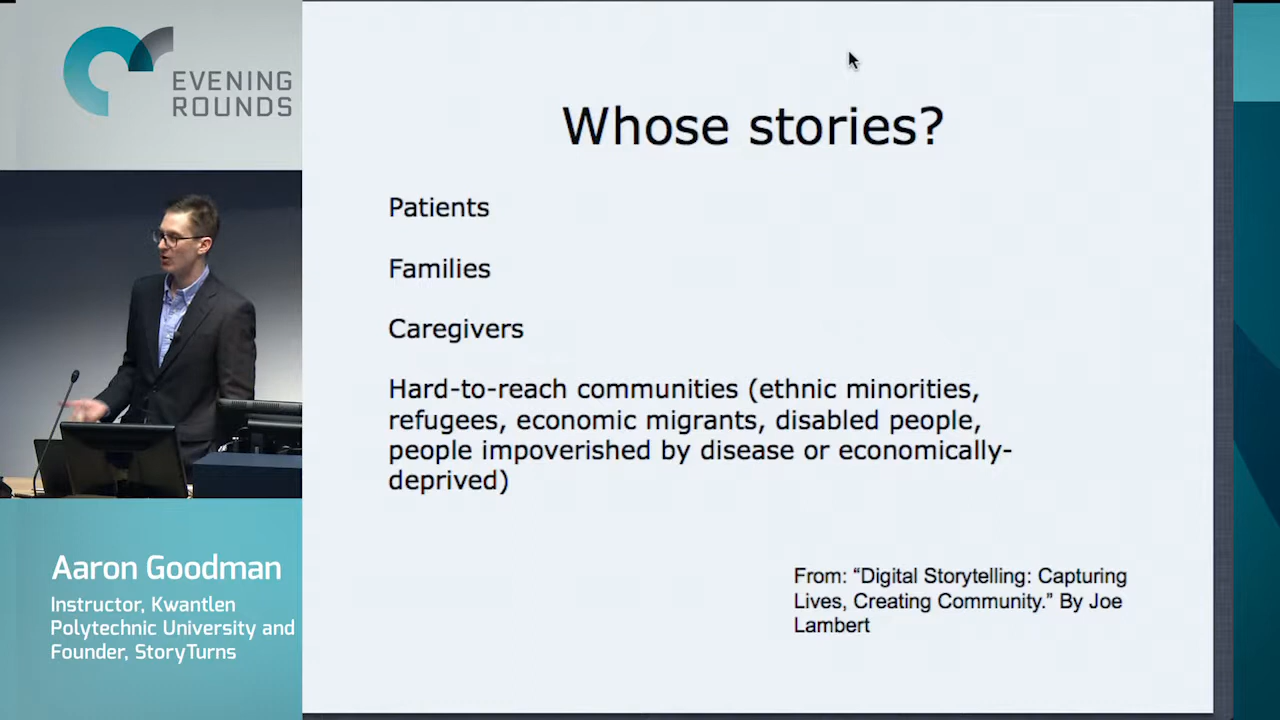 EVENING
ROUNDS
Whose stories?
Patients
Families
Caregivers
Hard-to-reach communities (ethnic minorities,
refugees, economic migrants, disabled people,
people impoverished by disease or economically-
deprived)
From: “Digital Storytelling: Capturing
Lives, Creating Community.” By Joe
Lambert
Aaron Goodman
Instructor, Kwantlen
Polytechnic University and
Founder, StoryTurns